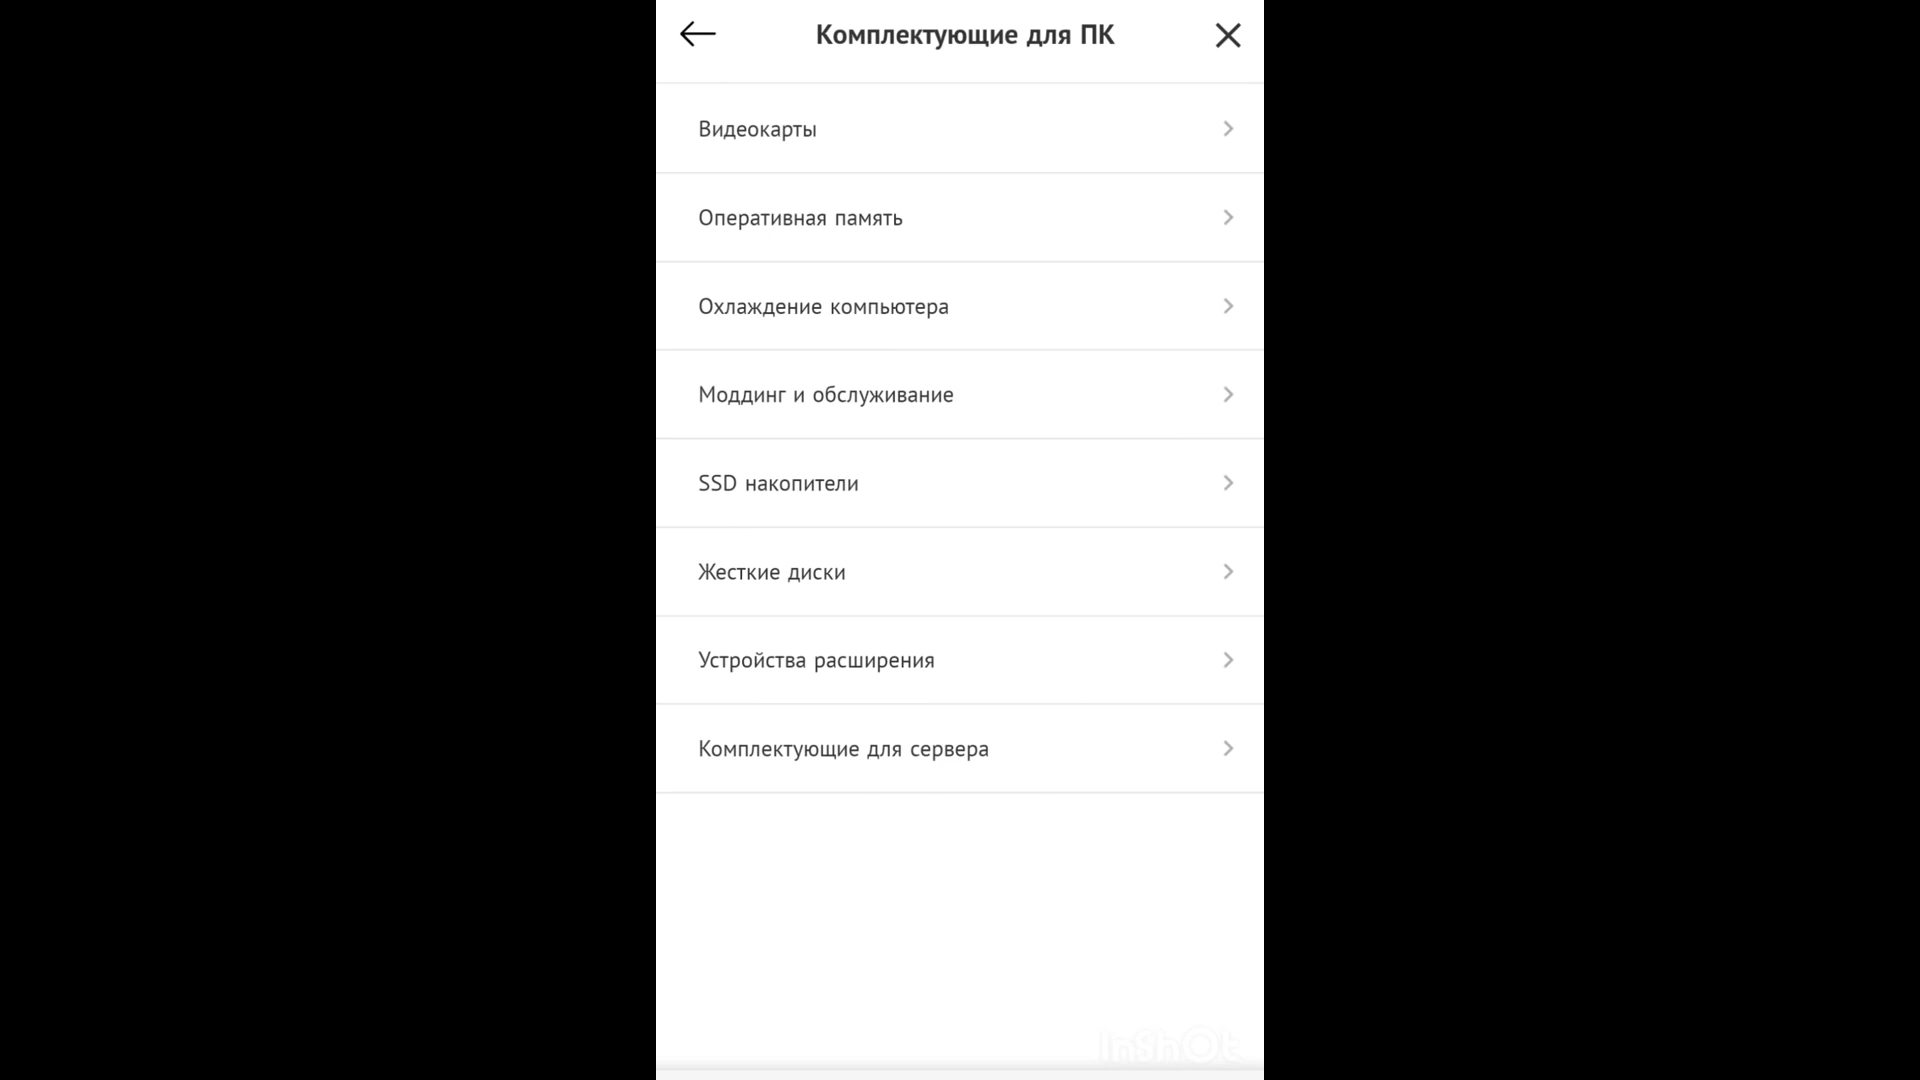 Комплектующие для ПК
Видеокарты
Оперативная память
Охлаждение компьютера
Моддинг и обслуживание
SSD накопители
Жесткие диски
Устройства расширения
Комплектующие для сервера
InShOt